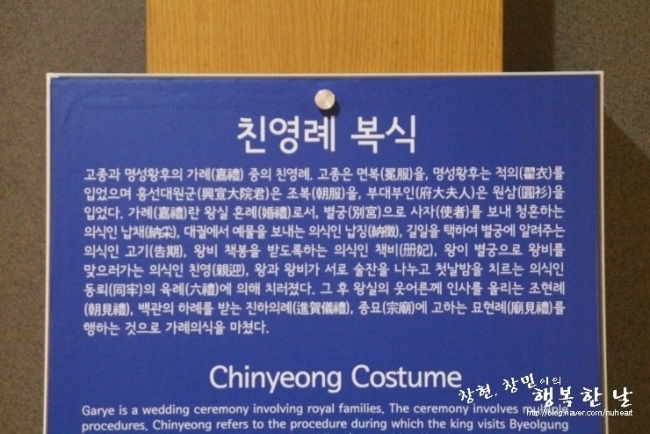 친영례 복식
고종과 명성황후의 가례(嘉禮) 중의 친영례. 고종은 면복(冕服)을, 명성황후는 적의(翟衣)를
입었으며 흥선대원군(興宣大院君)은 조복(朝服)을, 부대부인(府大夫人)은 원삼(圓衫)을
입었다. 가례(嘉禮)란 왕실 혼례(婚禮)로서, 별궁(別宮)으로 사자(使者)를 보내 청혼하는
의식인 납채(納采), 대궐에서 예물을 보내는 의식인 납징(納徵), 길일을 택하여 별궁에 알려주는
의식인 고기(告期), 왕비 책봉을 받도록하는 의식인 책비(册妃), 왕이 별궁으로 왕비를
맞으러가는 의식인 친영(親迎), 왕과 왕비가 서로 술잔을 나누고 첫날밤을 치르는 의식인
동뢰(同牢)의 육례(六禮)에 의해 치러졌다. 그 후 왕실의 웃어른께 인사를 올리는 조현례
(朝見禮), 백관의 하례를 받는 진하의례(進賀儀禮), 종묘(宗廟)에 고하는 묘현례(廟見禮)를
행하는 것으로 가례의식을 마쳤다.
Chinyeong Costume
창현, 창민이의
행복한 날
Garye is a wedding ceremony involving royal families. The ceremony involves
http://blog.naver.com/nuheart
procedures. Chinyeong refers to the procedure during which the king visits Byeolgung